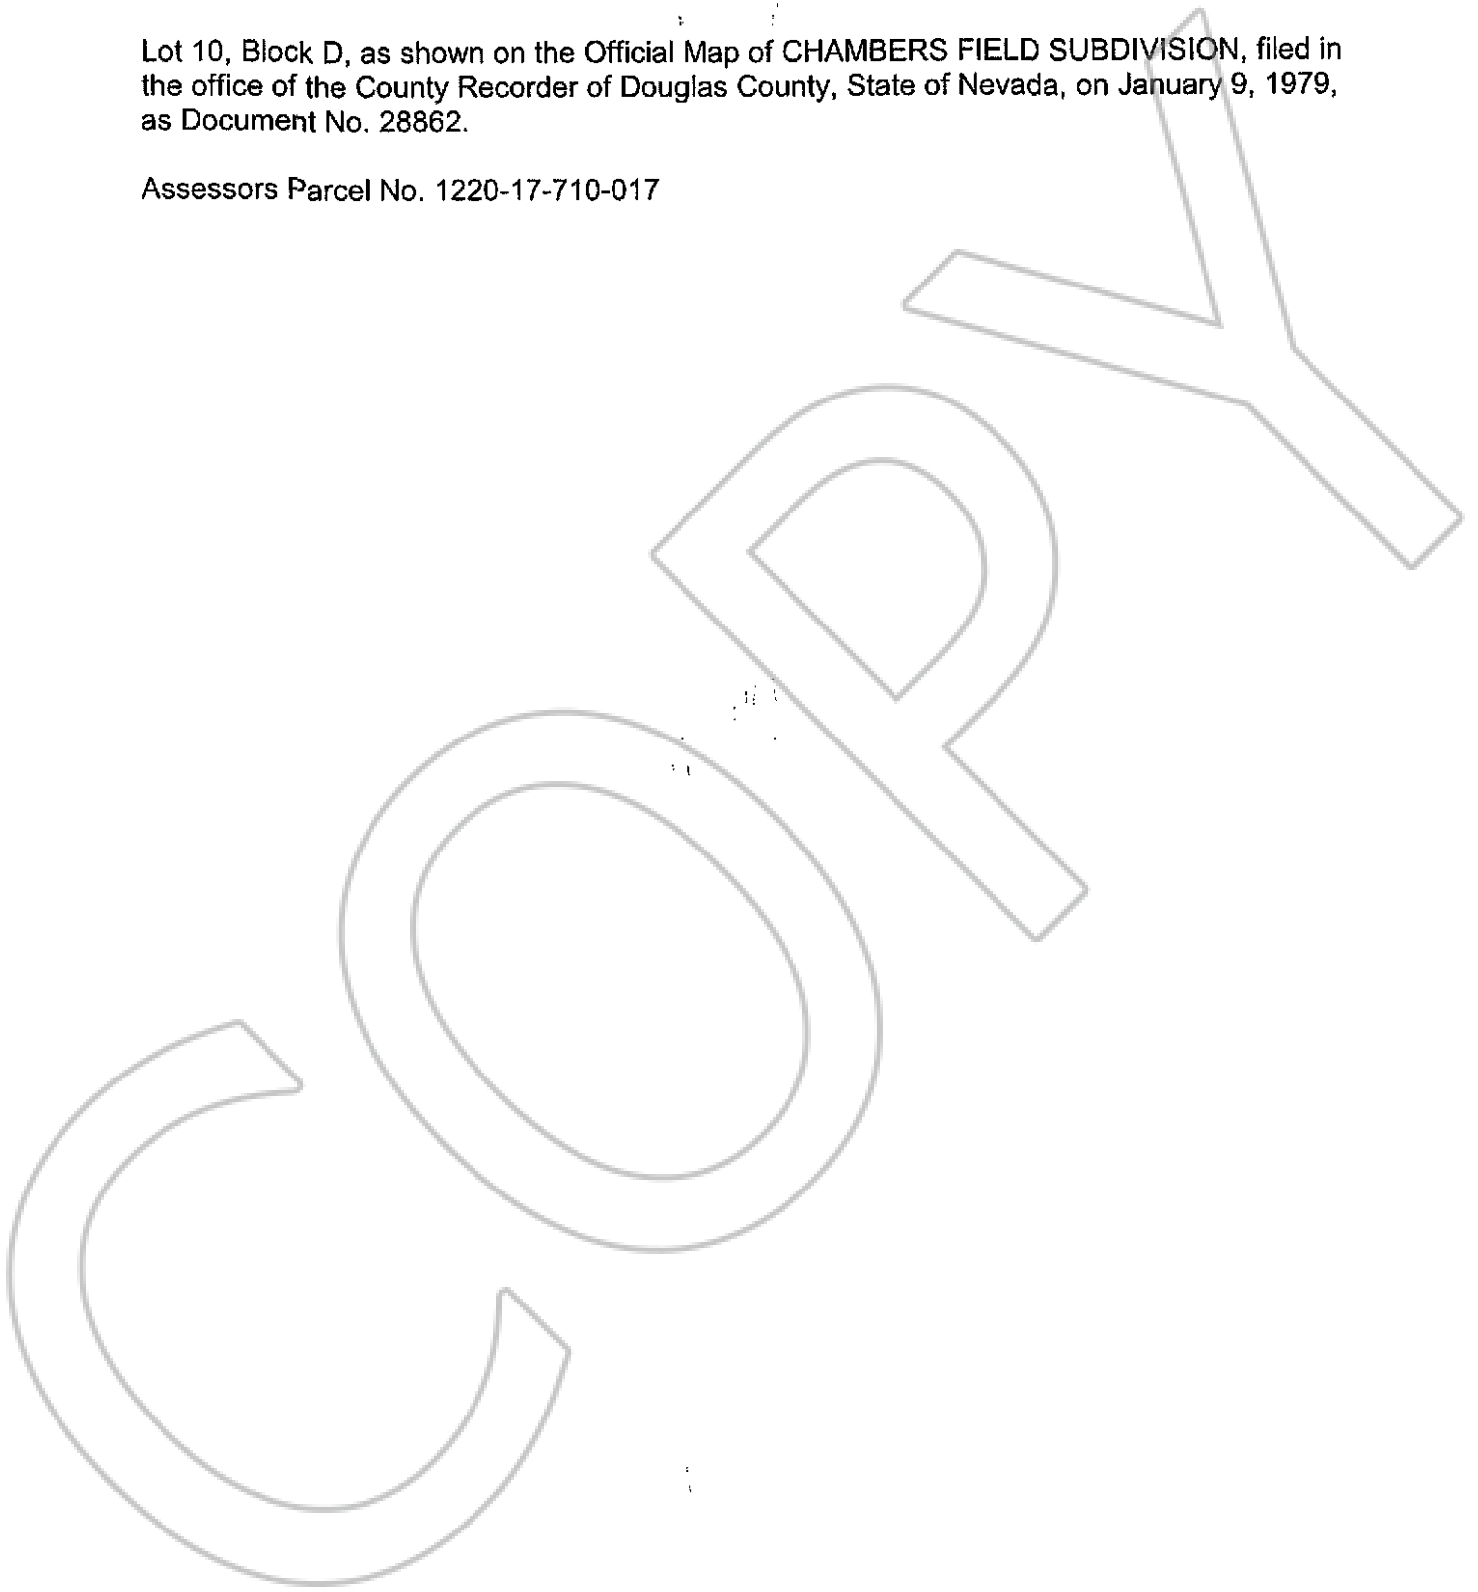 Lot 10, Block D, as shown on the Official Map of CHAMBERS FIELD SUBDIVISION, filed in
the office of the County Recorder of Douglas County, State of Nevada, on January 9, 1979,
as Document No. 28862.
Assessors Parcel No. 1220-17-710-017
COPY